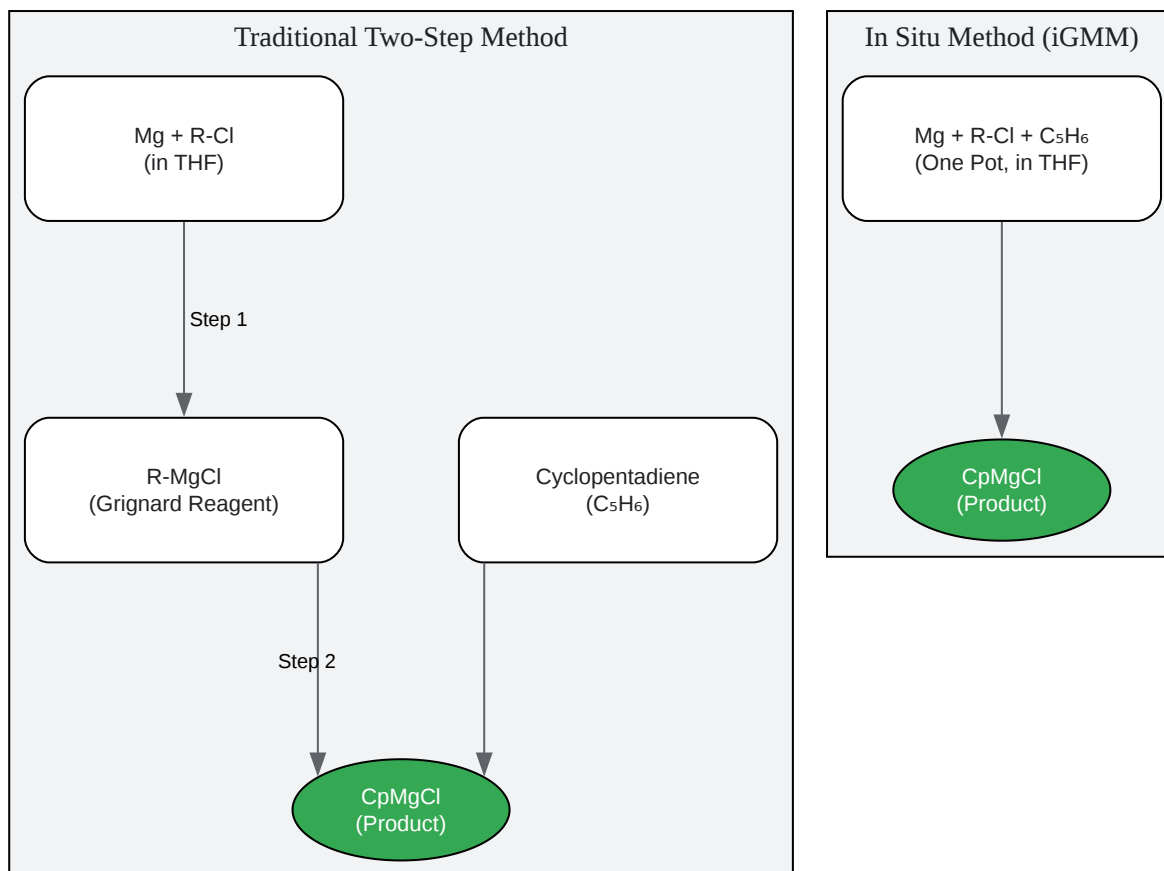 Traditional Two-Step Method
Mg + R-Cl
(in THF)
Step 1
R-MgCl
(Grignard Reagent)
Cyclopentadiene
(C₅H₆)
Step 2
CpMgCl
(Product)
In Situ Method (iGMM)
Mg + R-Cl + C₅H₆
(One Pot, in THF)
CpMgCl
(Product)